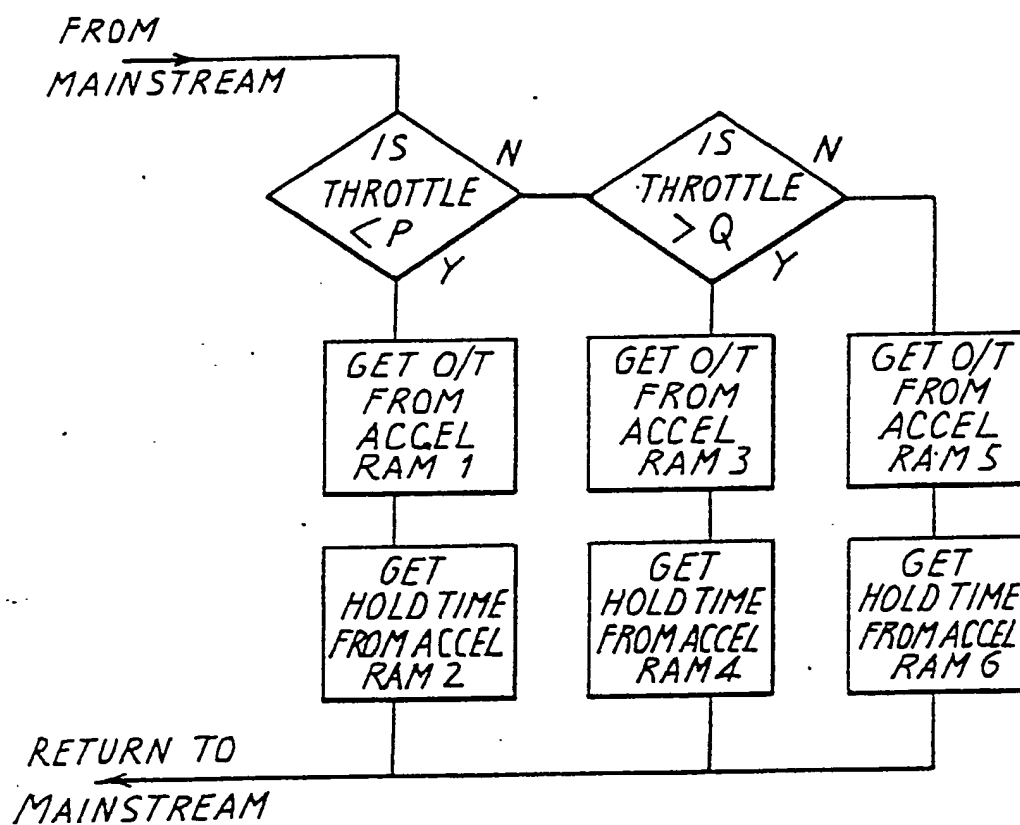 FROM
MAINSTREAM
IS
THROTTLE
< P
N
Y
IS
THROTTLE
> Q
N
Y
GET O/T
FROM
ACCEL
RAM 1
GET O/T
FROM
ACCEL
RAM 3
GET O/T
FROM
ACCEL
RAM 5
GET
HOLD TIME
FROM ACCEL
RAM 2
GET
HOLD TIME
FROM ACCEL
RAM 4
GET
HOLD TIME
FROM ACCEL
RAM 6
RETURN TO
MAINSTREAM